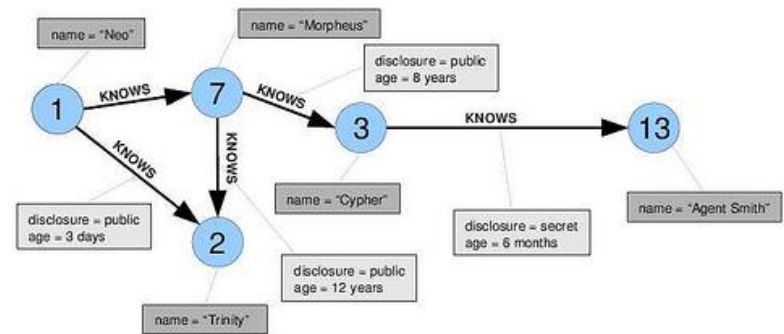 name = “Neo”
name = “Morpheus”
disclosure = public
age = 8 years
1
KNOWS
7
KNOWS
3
KNOWS
13
KNOWS
KNOWS
name = “Cypher”
name = “Agent Smith”
disclosure = public
age = 3 days
2
disclosure = secret
age = 6 months
disclosure = public
age = 12 years
name = “Trinity”